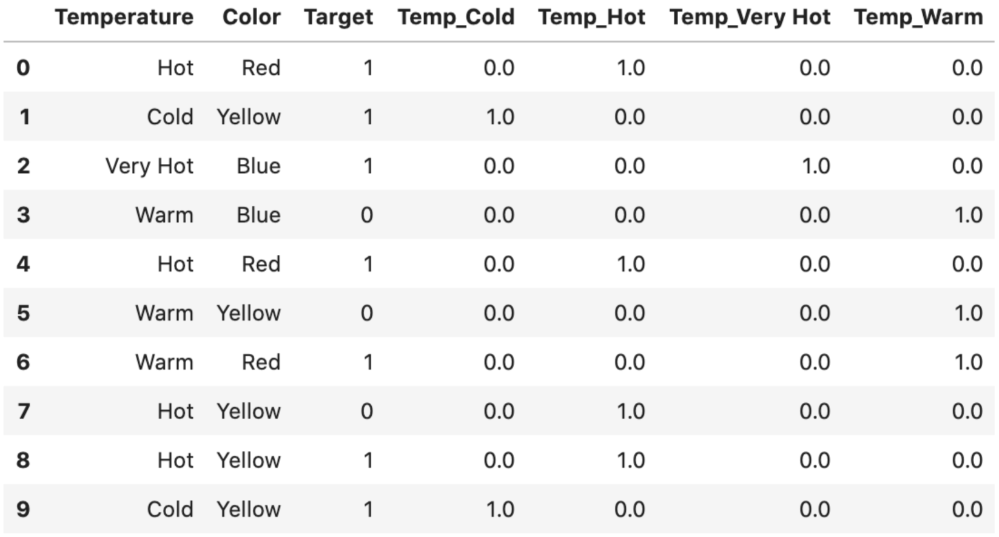 Temperature Color Target Temp_Cold Temp_Hot Temp_Very Hot Temp_Warm
0 Hot Red 1 0.0 1.0 0.0 0.0
1 Cold Yellow 1 1.0 0.0 0.0 0.0
2 Very Hot Blue 1 0.0 0.0 1.0 0.0
3 Warm Blue 0 0.0 0.0 0.0 1.0
4 Hot Red 1 0.0 1.0 0.0 0.0
5 Warm Yellow 0 0.0 0.0 0.0 1.0
6 Warm Red 1 0.0 0.0 0.0 1.0
7 Hot Yellow 0 0.0 1.0 0.0 0.0
8 Hot Yellow 1 0.0 1.0 0.0 0.0
9 Cold Yellow 1 1.0 0.0 0.0 0.0